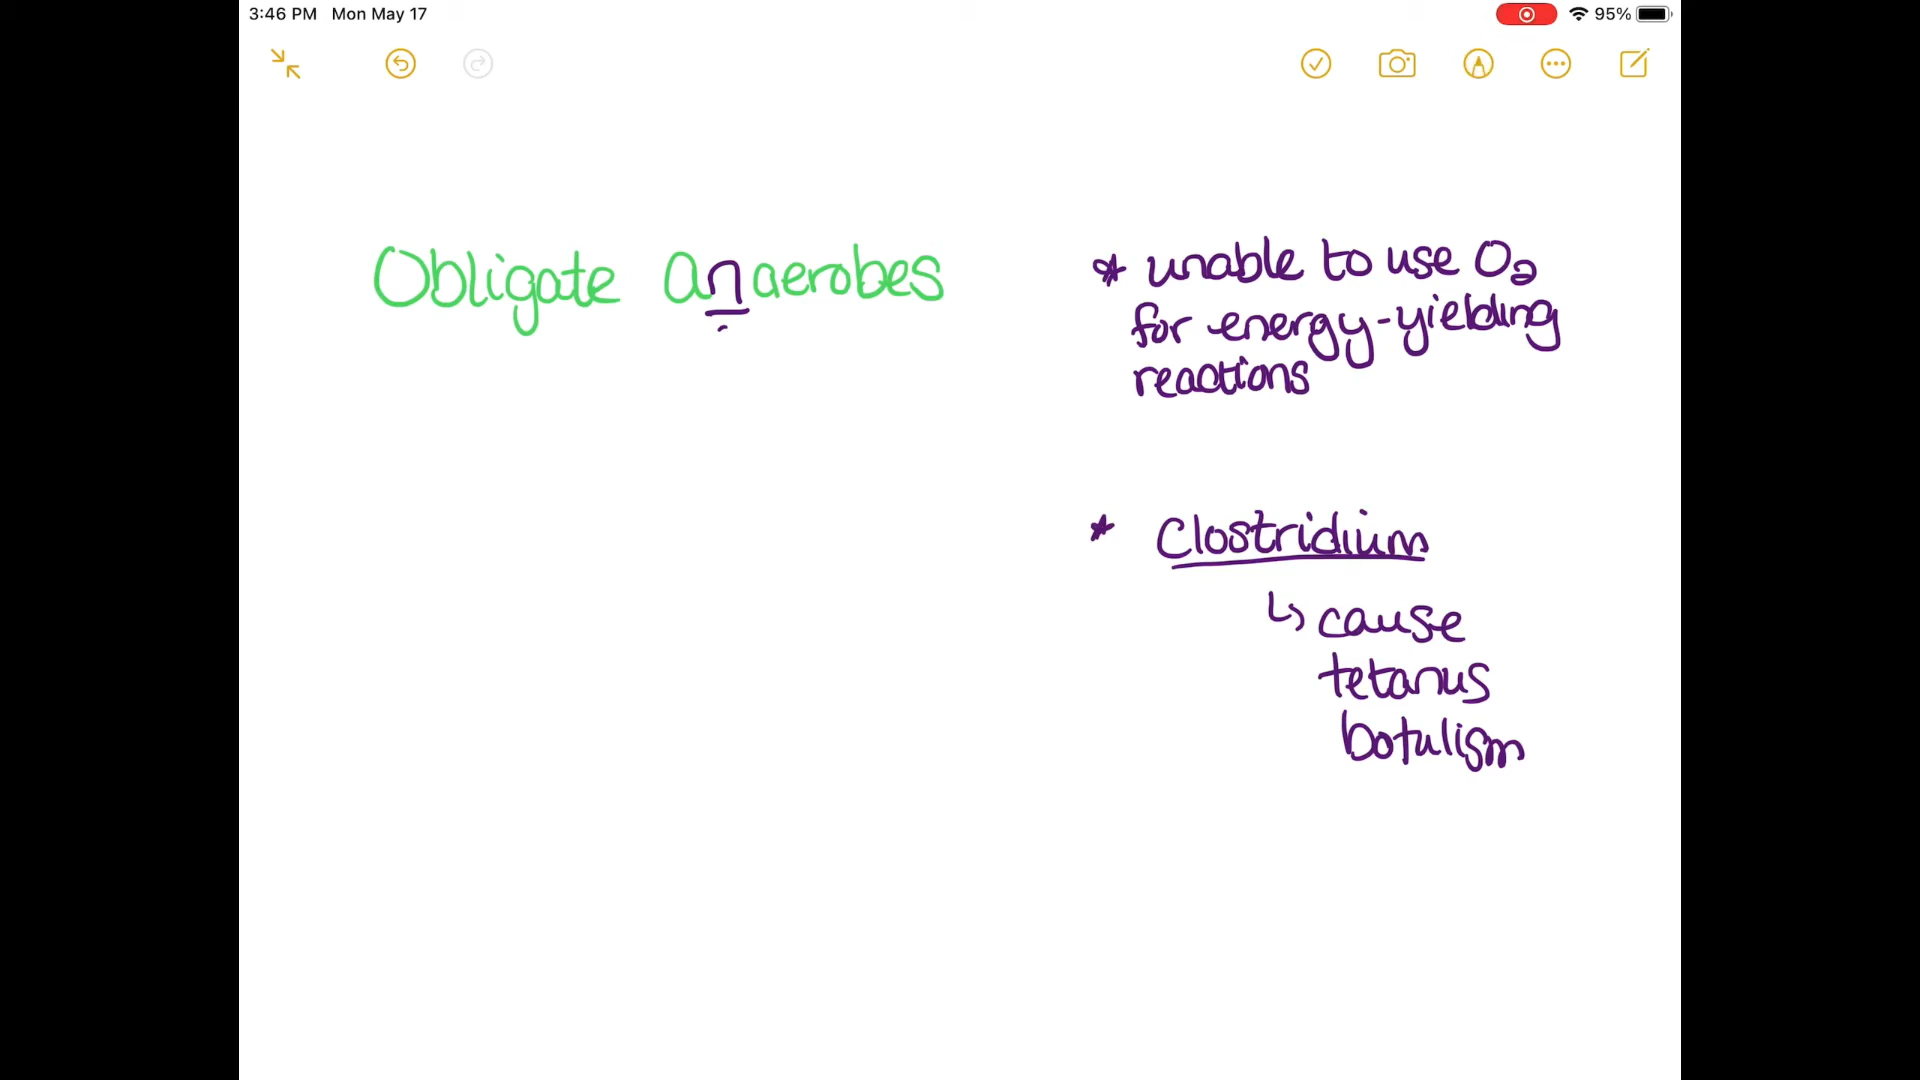 3:46 PM Mon May 17
95%
Obligate anaerobes
* unable to use O₂
for energy-yielding
reactions
* Clostridium
↳ cause
tetanus
botulism